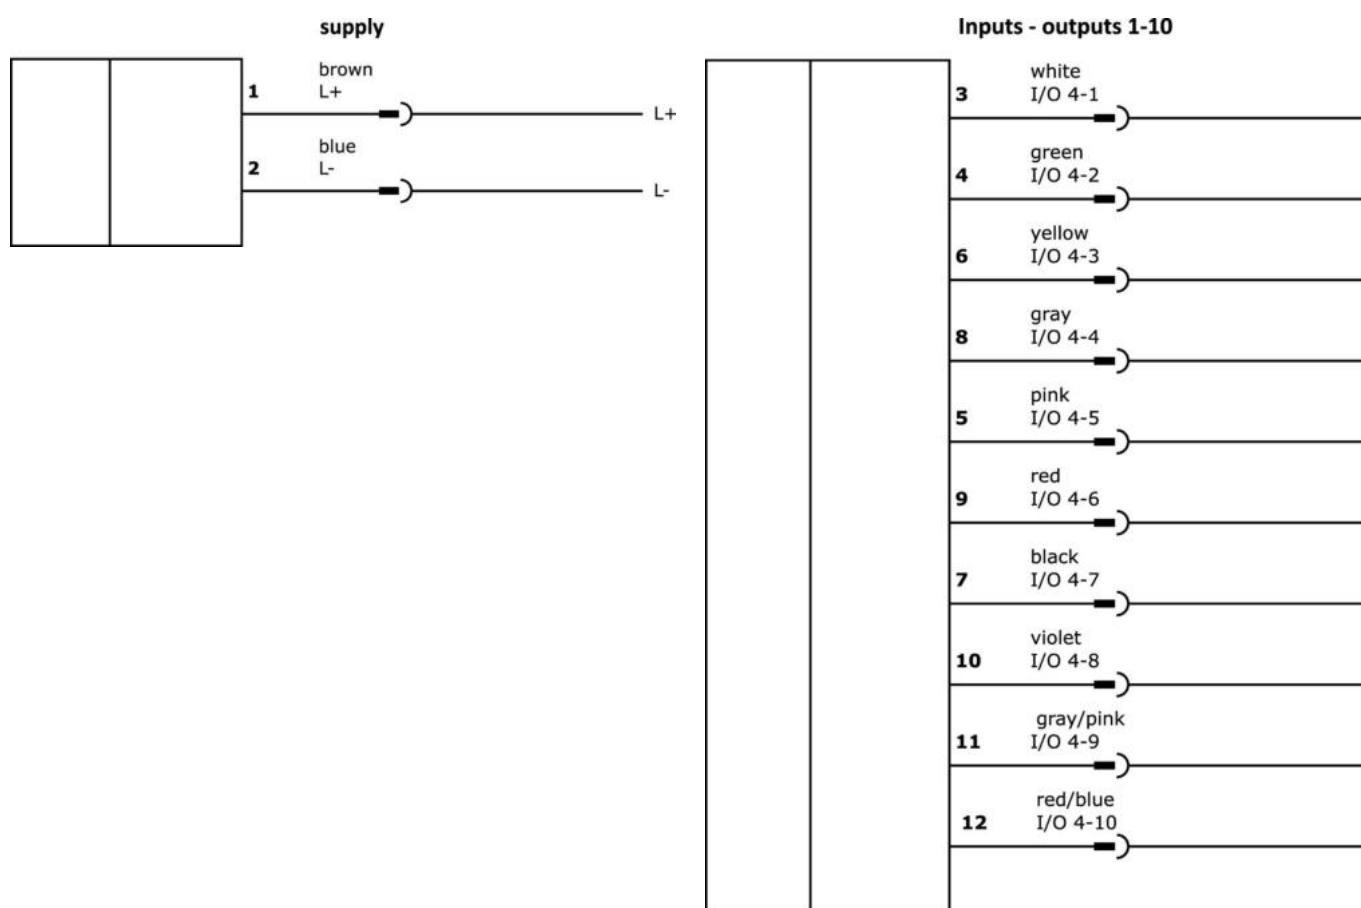 supply
brown
1 L+
L+
blue
2 L-
L-
Inputs - outputs 1-10
white
3 I/O 4-1
green
4 I/O 4-2
yellow
6 I/O 4-3
gray
8 I/O 4-4
pink
5 I/O 4-5
red
9 I/O 4-6
black
7 I/O 4-7
violet
10 I/O 4-8
gray/pink
11 I/O 4-9
red/blue
12 I/O 4-10